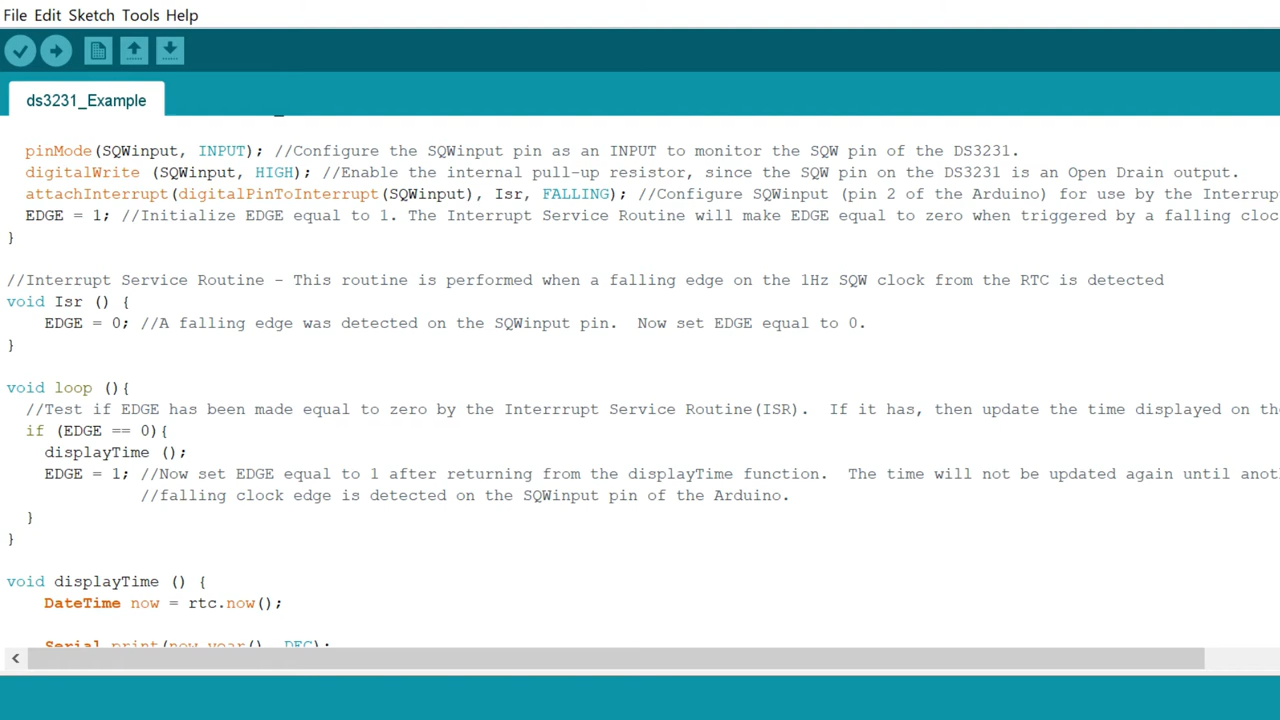 File Edit Sketch Tools Help
ds3231_Example
pinMode(SQWinput, INPUT); //Configure the SQWinput pin as an INPUT to monitor the SQW pin of the DS3231.
digitalWrite (SQWinput, HIGH); //Enable the internal pull-up resistor, since the SQW pin on the DS3231 is an Open Drain output.
attachInterrupt(digitalPinToInterrupt(SQWinput), Isr, FALLING); //Configure SQWinput (pin 2 of the Arduino) for use by the Interrup
EDGE = 1; //Initialize EDGE equal to 1. The Interrupt Service Routine will make EDGE equal to zero when triggered by a falling cloc
}
//Interrupt Service Routine - This routine is performed when a falling edge on the 1Hz SQW clock from the RTC is detected
void Isr () {
EDGE = 0; //A falling edge was detected on the SQWinput pin.  Now set EDGE equal to 0.
}
void loop (){
//Test if EDGE has been made equal to zero by the Interrrupt Service Routine(ISR).  If it has, then update the time displayed on the
if (EDGE == 0){
displayTime ();
EDGE = 1; //Now set EDGE equal to 1 after returning from the displayTime function.  The time will not be updated again until anot
//falling clock edge is detected on the SQWinput pin of the Arduino.
}
}
void displayTime () {
DateTime now = rtc.now();
Serial.print(now.year(), DEC);